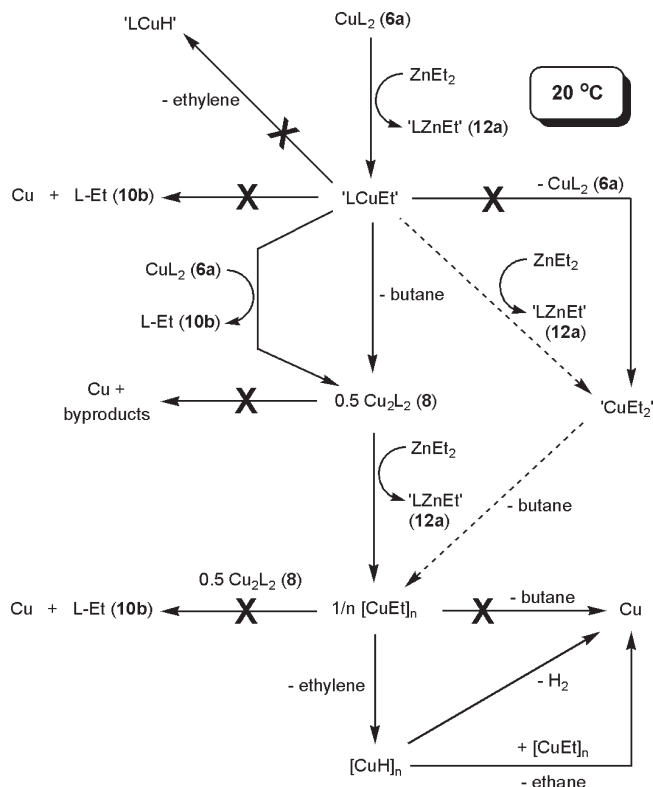 'LCuH'
CuL2 (6a)
ZnEt2
20 °C
- ethylene
'LZnEt' (12a)
X
Cu + L-Et (10b)
X
'LCuEt'
X
- CuL2 (6a)
CuL2 (6a)
- butane
ZnEt2
'LZnEt'
(12a)
L-Et (10b)
Cu +
byproducts
X
0.5 Cu2L2 (8)
'CuEt2'
ZnEt2
'LZnEt'
(12a)
- butane
0.5 Cu2L2 (8)
Cu + L-Et (10b)
X
1/n [CuEt]n
X
- butane
Cu
- ethylene
- H2
[CuH]n
+ [CuEt]n
- ethane